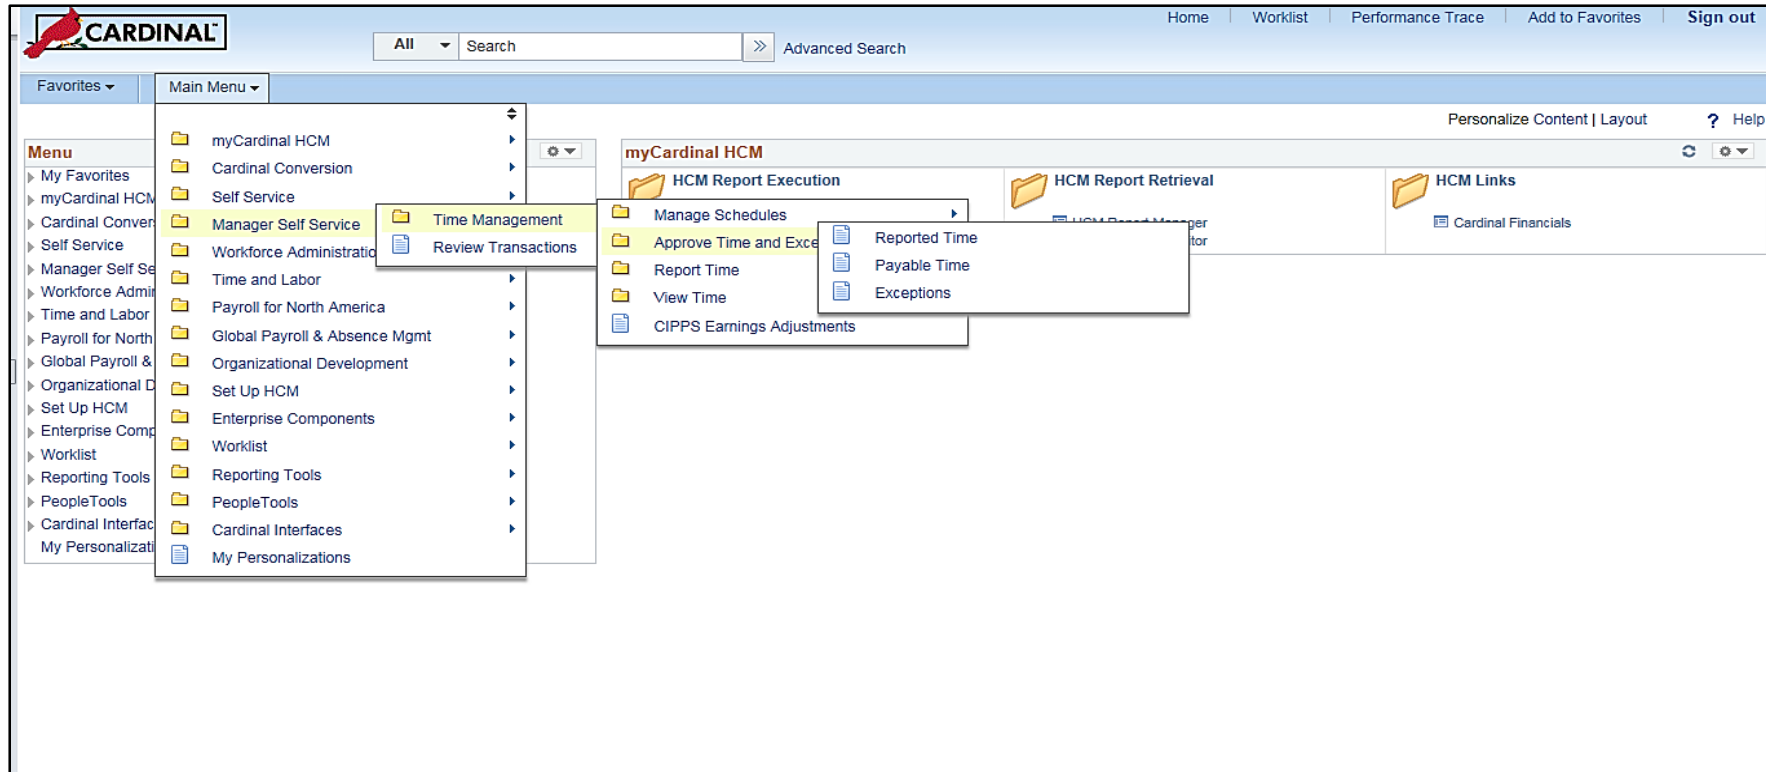 CARDINAL™
All Search Advanced Search
Home Worklist Performance Trace Add to Favorites Sign out
Favorites Main Menu
Personalize Content | Layout ? Help
Menu
My Favorites
myCardinal HCM
Cardinal Conver
Self Service
Manager Self Se
Workforce Admin
Time and Labor
Payroll for North
Global Payroll &
Organizational D
Set Up HCM
Enterprise Comp
Worklist
Reporting Tools
PeopleTools
Cardinal Interfac
My Personalizati
myCardinal HCM
Cardinal Conversion
Self Service
Manager Self Service
Workforce Administratio
Time and Labor
Payroll for North America
Global Payroll & Absence Mgmt
Organizational Development
Set Up HCM
Enterprise Components
Worklist
Reporting Tools
PeopleTools
Cardinal Interfaces
My Personalizations
Time Management
Review Transactions
Manage Schedules
Approve Time and Exce
Report Time
View Time
CIPPS Earnings Adjustments
Reported Time
Payable Time
Exceptions
myCardinal HCM
HCM Report Execution
HCM Report Retrieval
HCM Report Manager
itor
HCM Links
Cardinal Financials